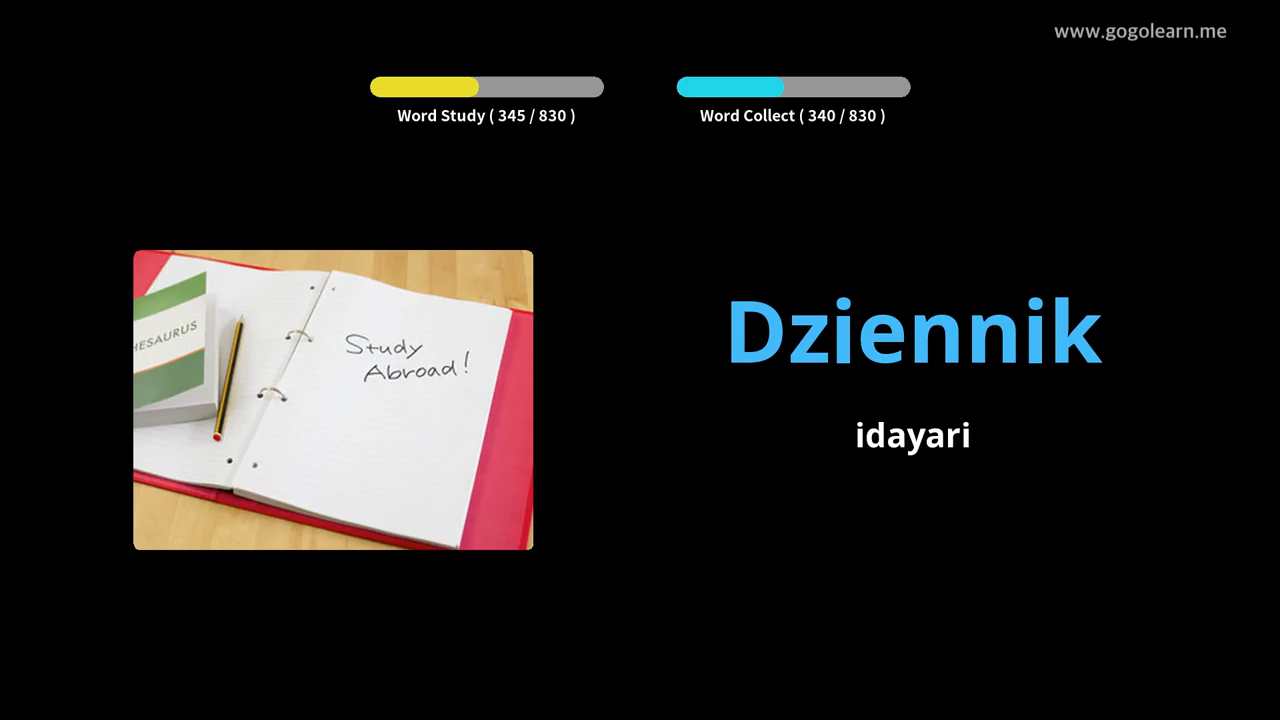 www.gogolearn.me
Word Study ( 345 / 830 )
Word Collect ( 340 / 830 )
HESAURUS
Study
Abroad!
Dziennik
idayari